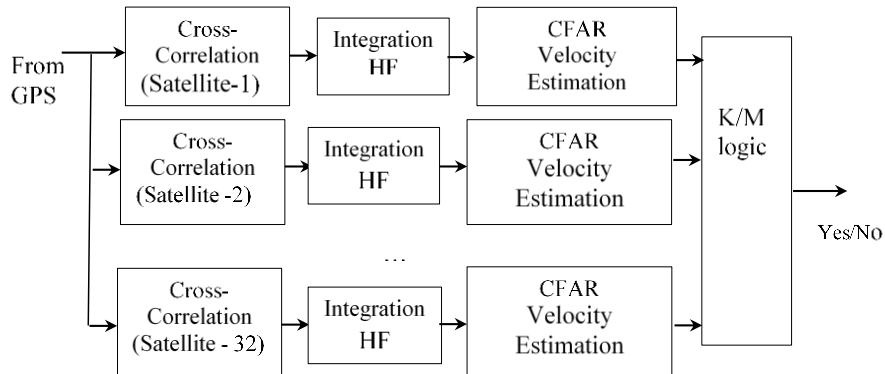 From
GPS
Cross-
Correlation
(Satellite-1)
Integration
HF
CFAR
Velocity
Estimation
Cross-
Correlation
(Satellite -2)
Integration
HF
CFAR
Velocity
Estimation
...
Cross-
Correlation
(Satellite - 32)
Integration
HF
CFAR
Velocity
Estimation
K/M
logic
Yes/No